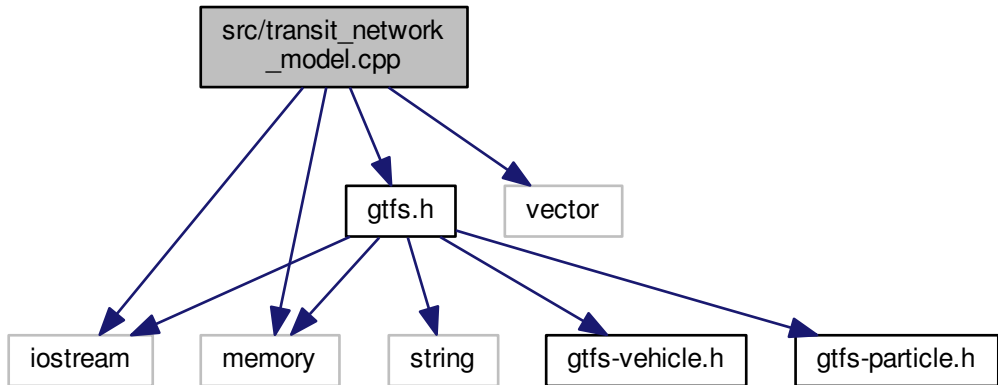 src/transit_network
_model.cpp
gtfs.h
vector
iostream
memory
string
gtfs-vehicle.h
gtfs-particle.h